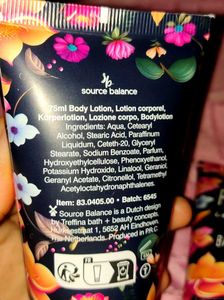 source balance
75ml Body Lotion, Lotion corporel,
Körperlotion, Lozione corpo, Bodylotion
Ingredients: Aqua, Cetearyl
Alcohol, Stearic Acid, Paraffinum
Liquidum, Ceteth-20, Glyceryl
Stearate, Sodium Benzoate, Parfum,
Hydroxyethylcellulose, Phenoxyethanol,
Potassium Hydroxide, Linalool, Geraniol,
Geranyl Acetate, Citronellol, Tetramethyl
Acetyloctahydronaphthalenes.
Item: 83.0405.00 - Batch: 6545
Source Balance is a Dutch design
by Treffina bath + beauty concepts.
5652 AH Eindhoven
The Netherlands. Produced in PRC